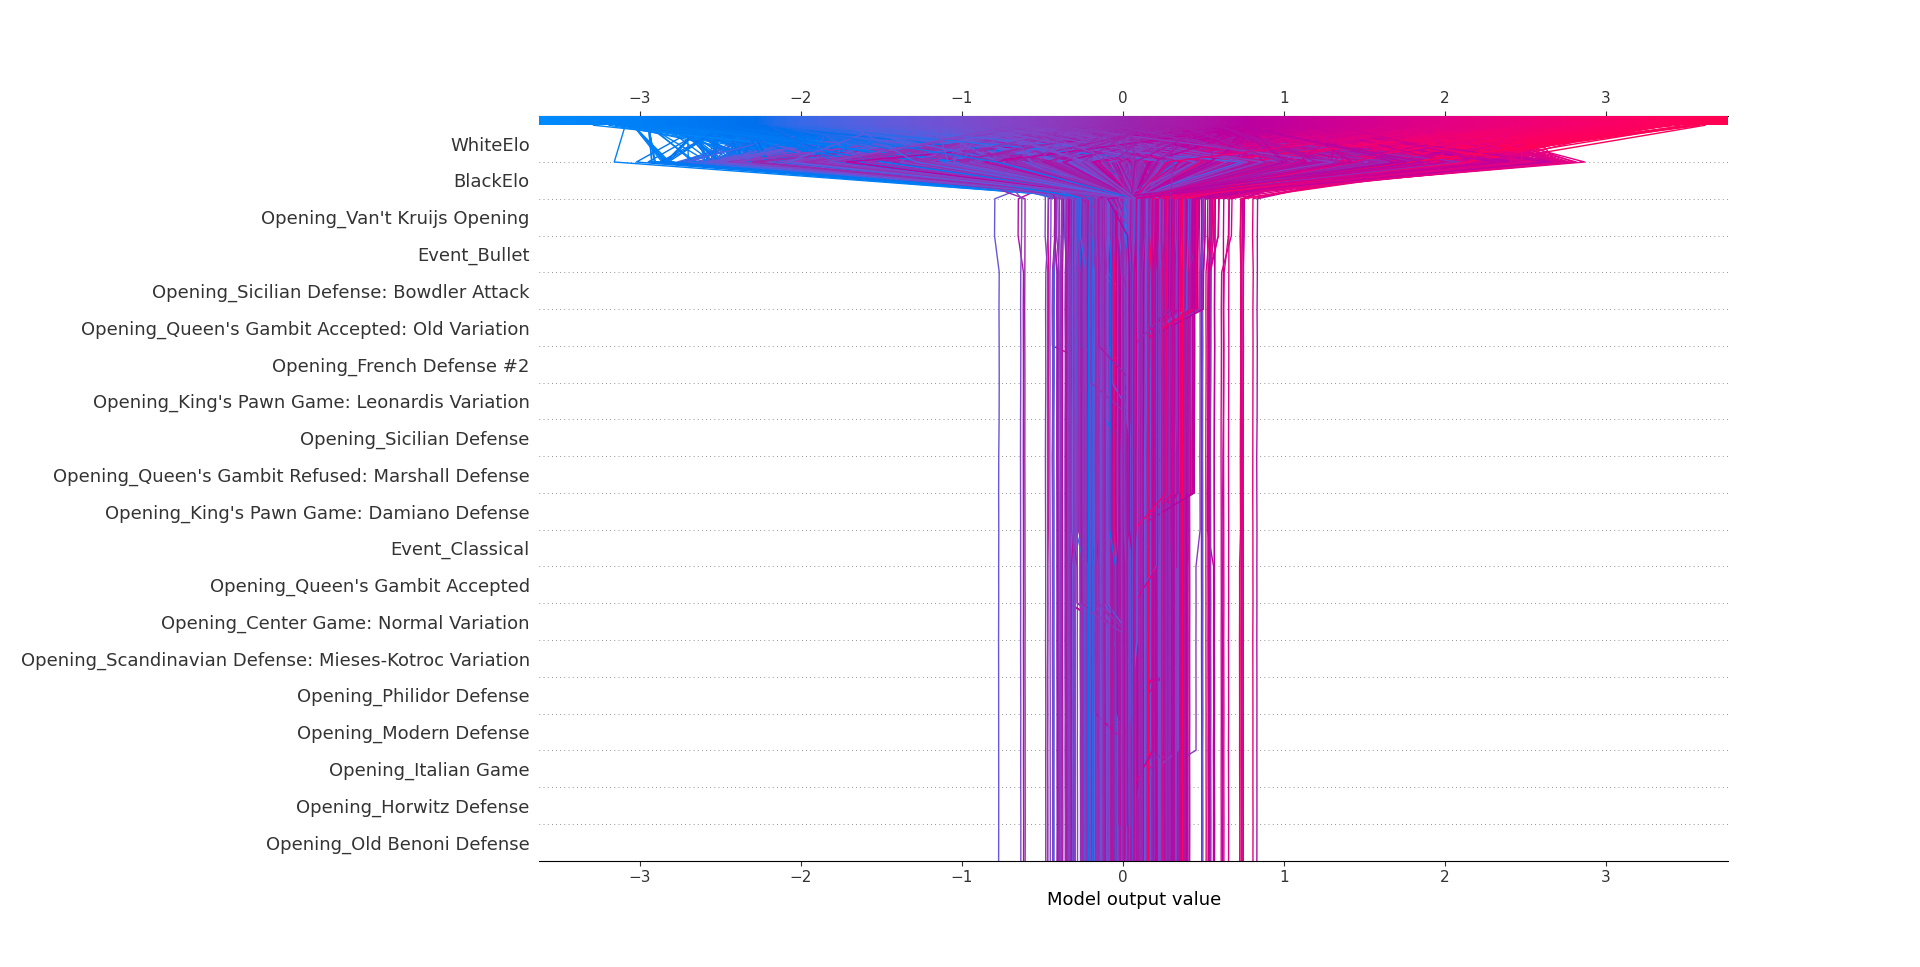 −3 −2 −1 0 1 2 3
WhiteElo
BlackElo
Opening_Van't Kruijs Opening
Event_Bullet
Opening_Sicilian Defense: Bowdler Attack
Opening_Queen's Gambit Accepted: Old Variation
Opening_French Defense #2
Opening_King's Pawn Game: Leonardis Variation
Opening_Sicilian Defense
Opening_Queen's Gambit Refused: Marshall Defense
Opening_King's Pawn Game: Damiano Defense
Event_Classical
Opening_Queen's Gambit Accepted
Opening_Center Game: Normal Variation
Opening_Scandinavian Defense: Mieses-Kotroc Variation
Opening_Philidor Defense
Opening_Modern Defense
Opening_Italian Game
Opening_Horwitz Defense
Opening_Old Benoni Defense
−3 −2 −1 0 1 2 3
Model output value